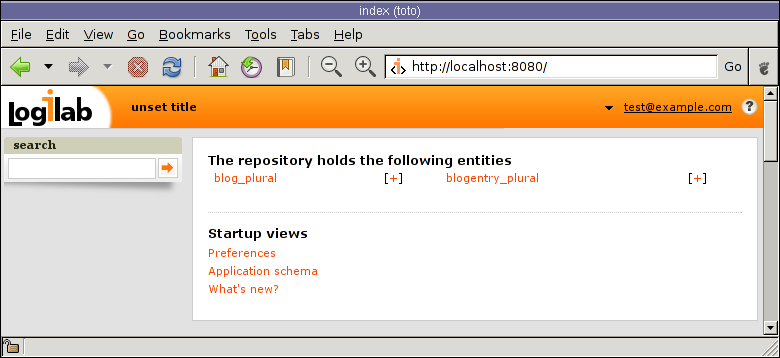 index (toto)
File Edit View Go Bookmarks Tools Tabs Help
http://localhost:8080/ Go
Logilab unset title test@example.com ?
search
The repository holds the following entities
blog_plural [+] blogentry_plural [+]
Startup views
Preferences
Application schema
What's new?